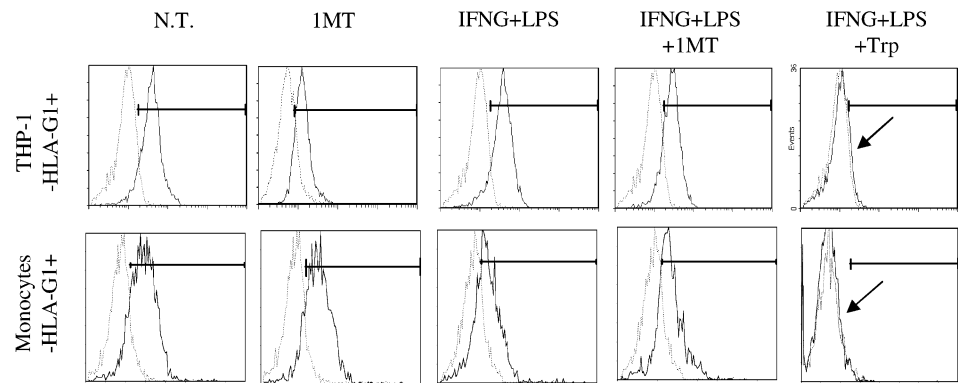 N.T.
1MT
IFNG+LPS
IFNG+LPS
+1MT
IFNG+LPS
+Trp
THP-1
-HLA-G1+
36
Events
0
Monocytes
-HLA-G1+